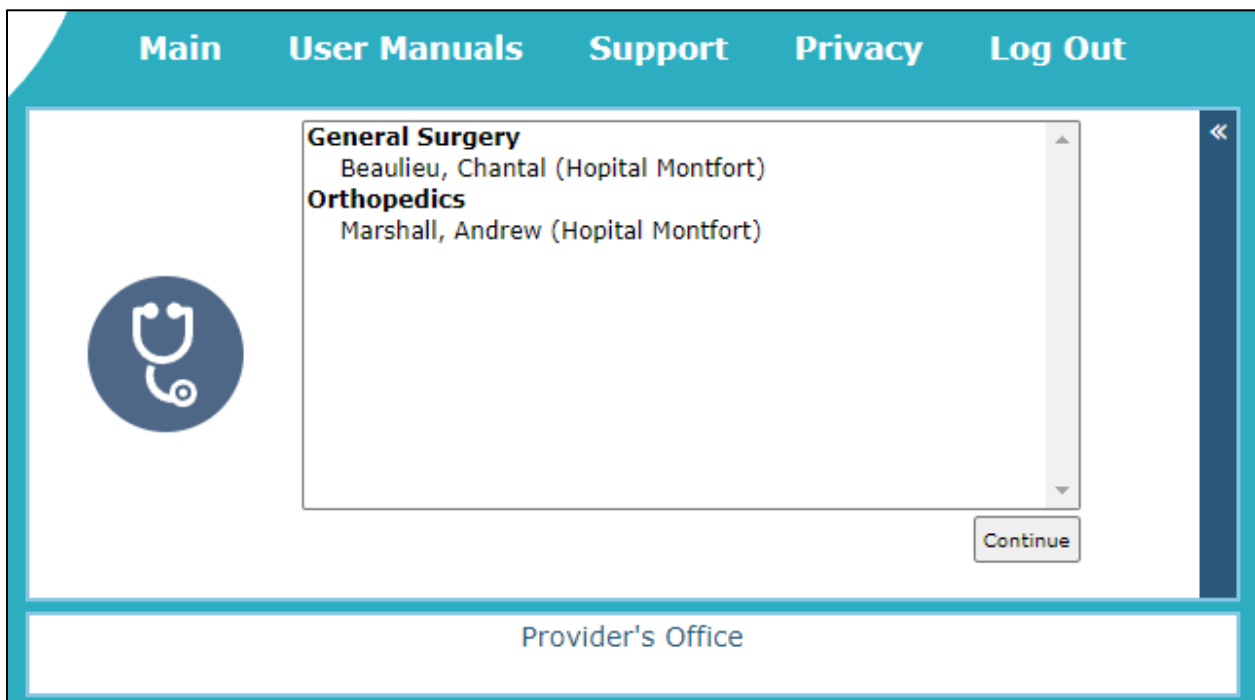 Main User Manuals Support Privacy Log Out
«
General Surgery
Beaulieu, Chantal (Hopital Montfort)
Orthopedics
Marshall, Andrew (Hopital Montfort)
Continue
Provider's Office